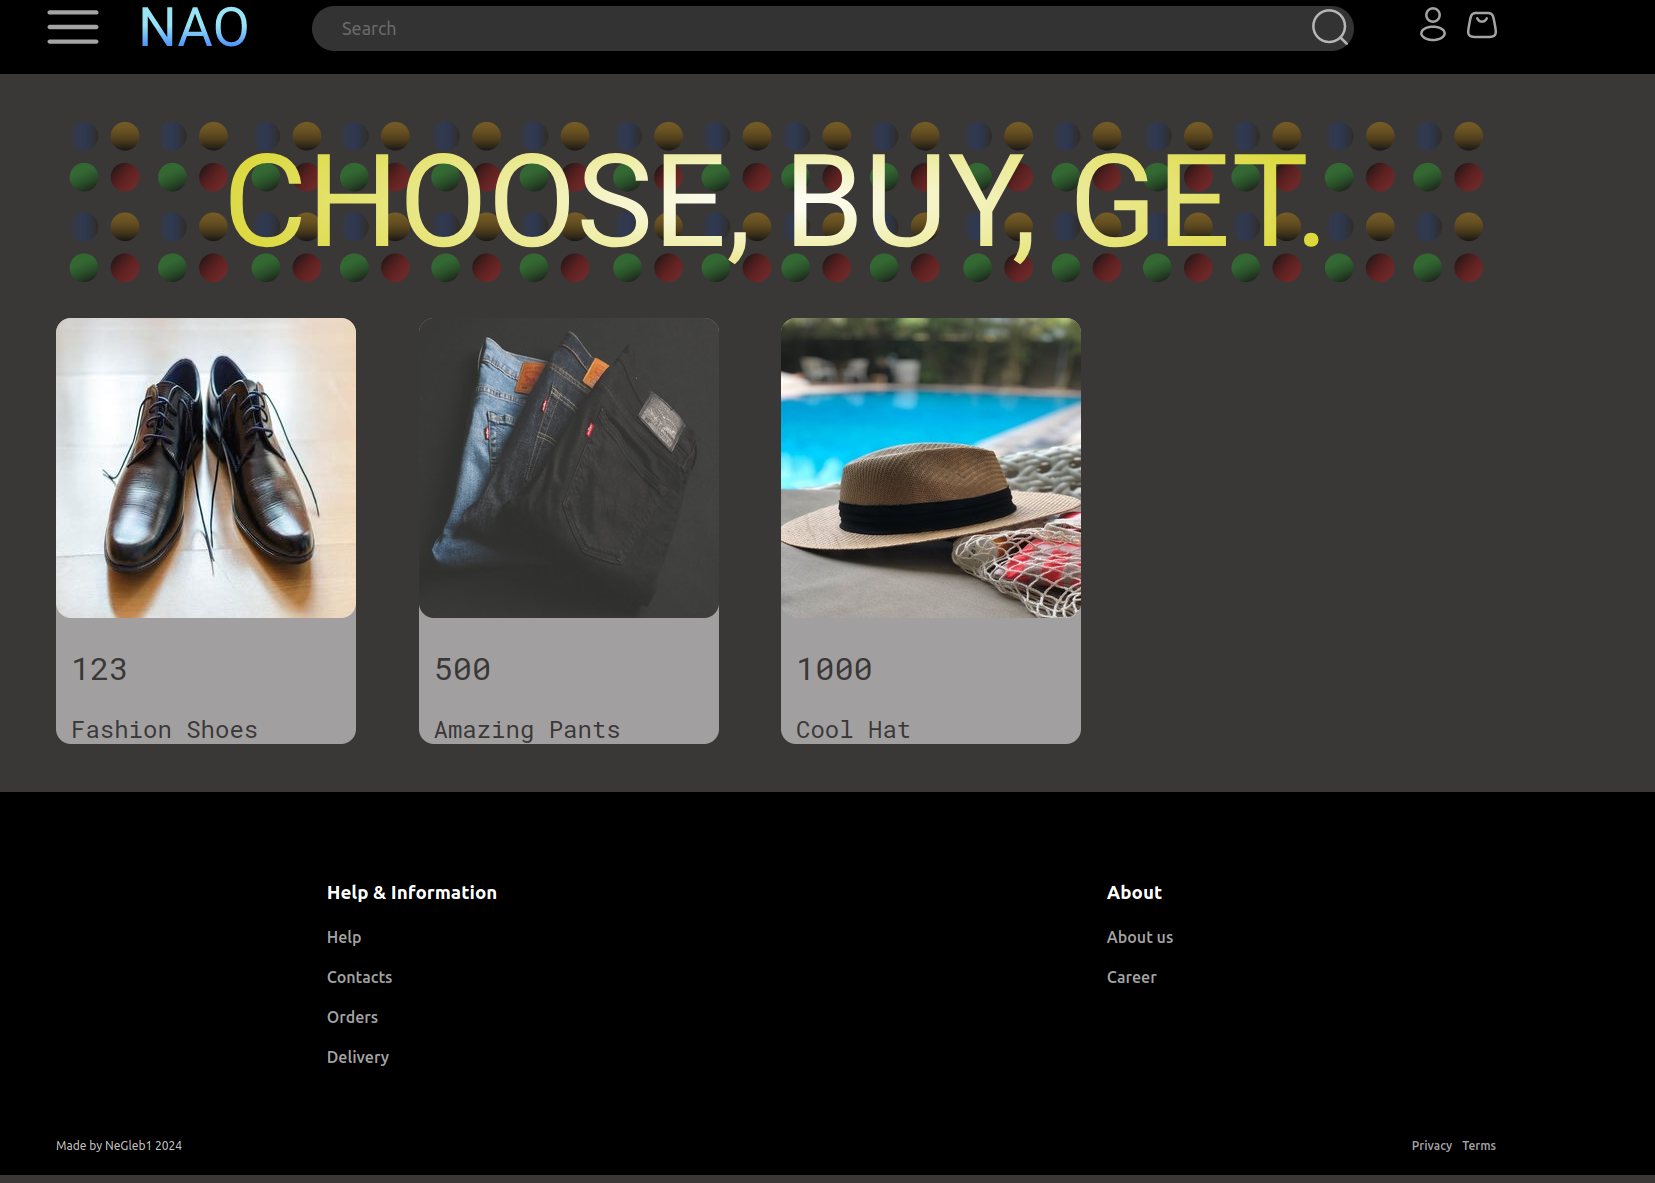 NAO
Search
CHOOSE, BUY, GET.
123
Fashion Shoes
500
Amazing Pants
1000
Cool Hat
Help & Information
Help
Contacts
Orders
Delivery
About
About us
Career
Made by NeGleb1 2024
Privacy Terms